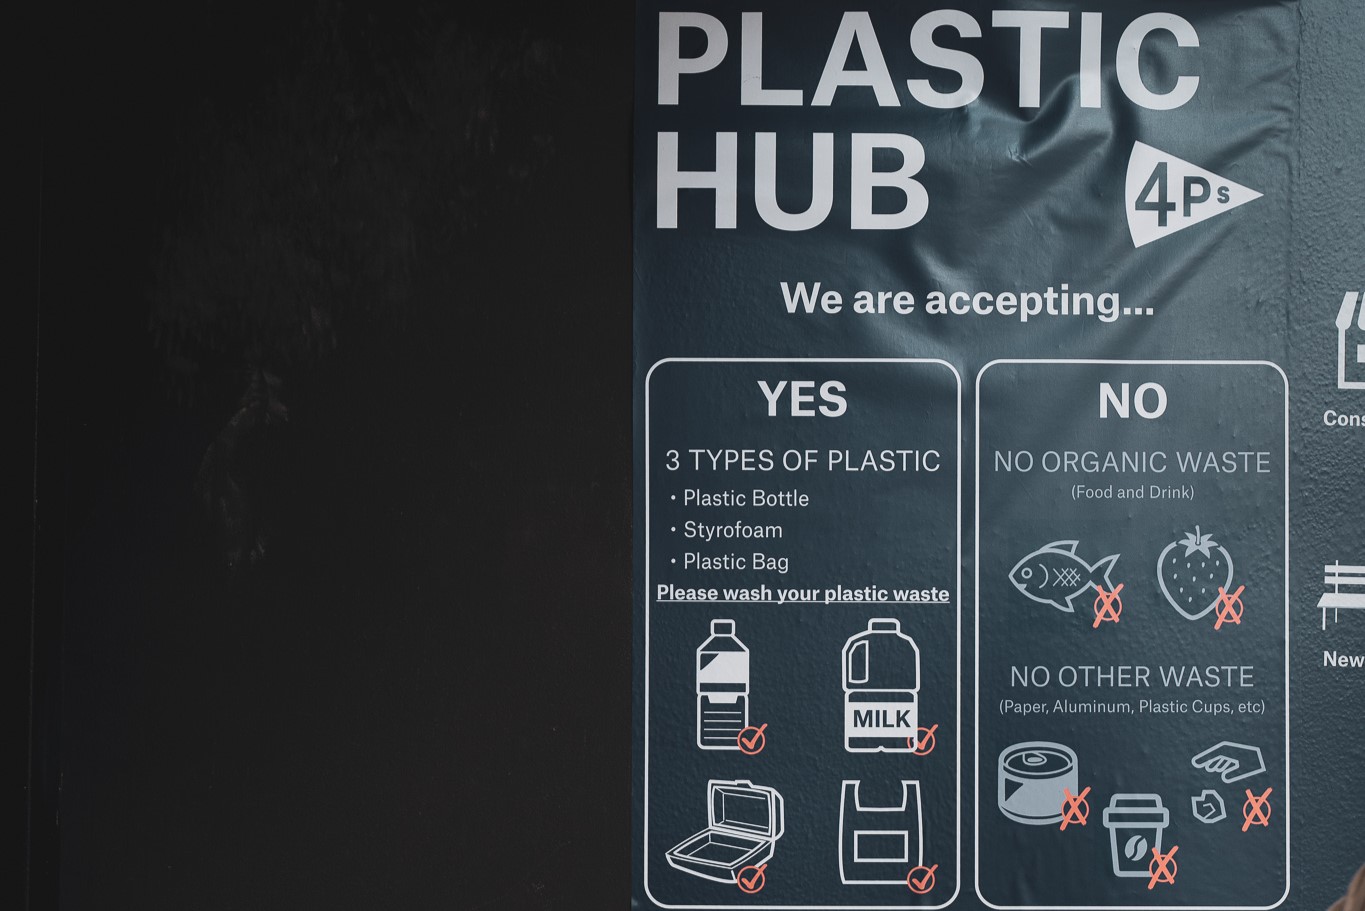 PLASTIC
HUB
4Ps
We are accepting...
YES
3 TYPES OF PLASTIC
• Plastic Bottle
• Styrofoam
• Plastic Bag
Please wash your plastic waste
MILK
NO
NO ORGANIC WASTE
(Food and Drink)
NO OTHER WASTE
(Paper, Aluminum, Plastic Cups, etc)
New